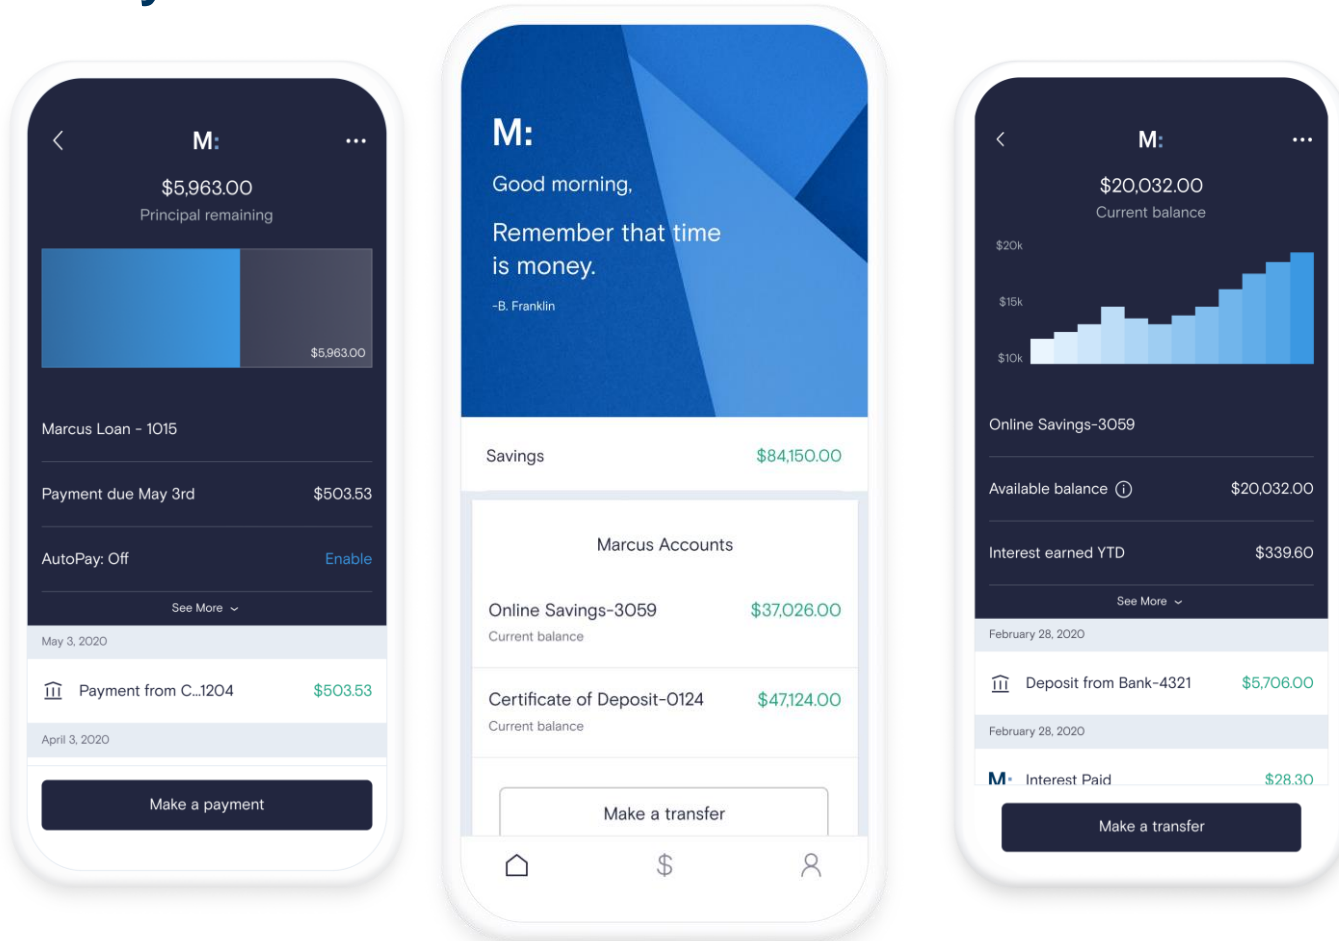 M:
$5,963.00
Principal remaining
$5,963.00
Marcus Loan - 1015
Payment due May 3rd $503.53
AutoPay: Off Enable
See More
May 3, 2020
Payment from C...1204 $503.53
April 3, 2020
Make a payment
M:
Good morning,
Remember that time
is money.
-B. Franklin
Savings $84,150.00
Marcus Accounts
Online Savings-3059 $37,026.00
Current balance
Certificate of Deposit-0124 $47,124.00
Current balance
Make a transfer
$
M:
$20,032.00
Current balance
$20k
$15k
$10k
Online Savings-3059
Available balance i $20,032.00
Interest earned YTD $339.60
See More
February 28, 2020
Deposit from Bank-4321 $5,706.00
February 28, 2020
M: Interest Paid $28.30
Make a transfer